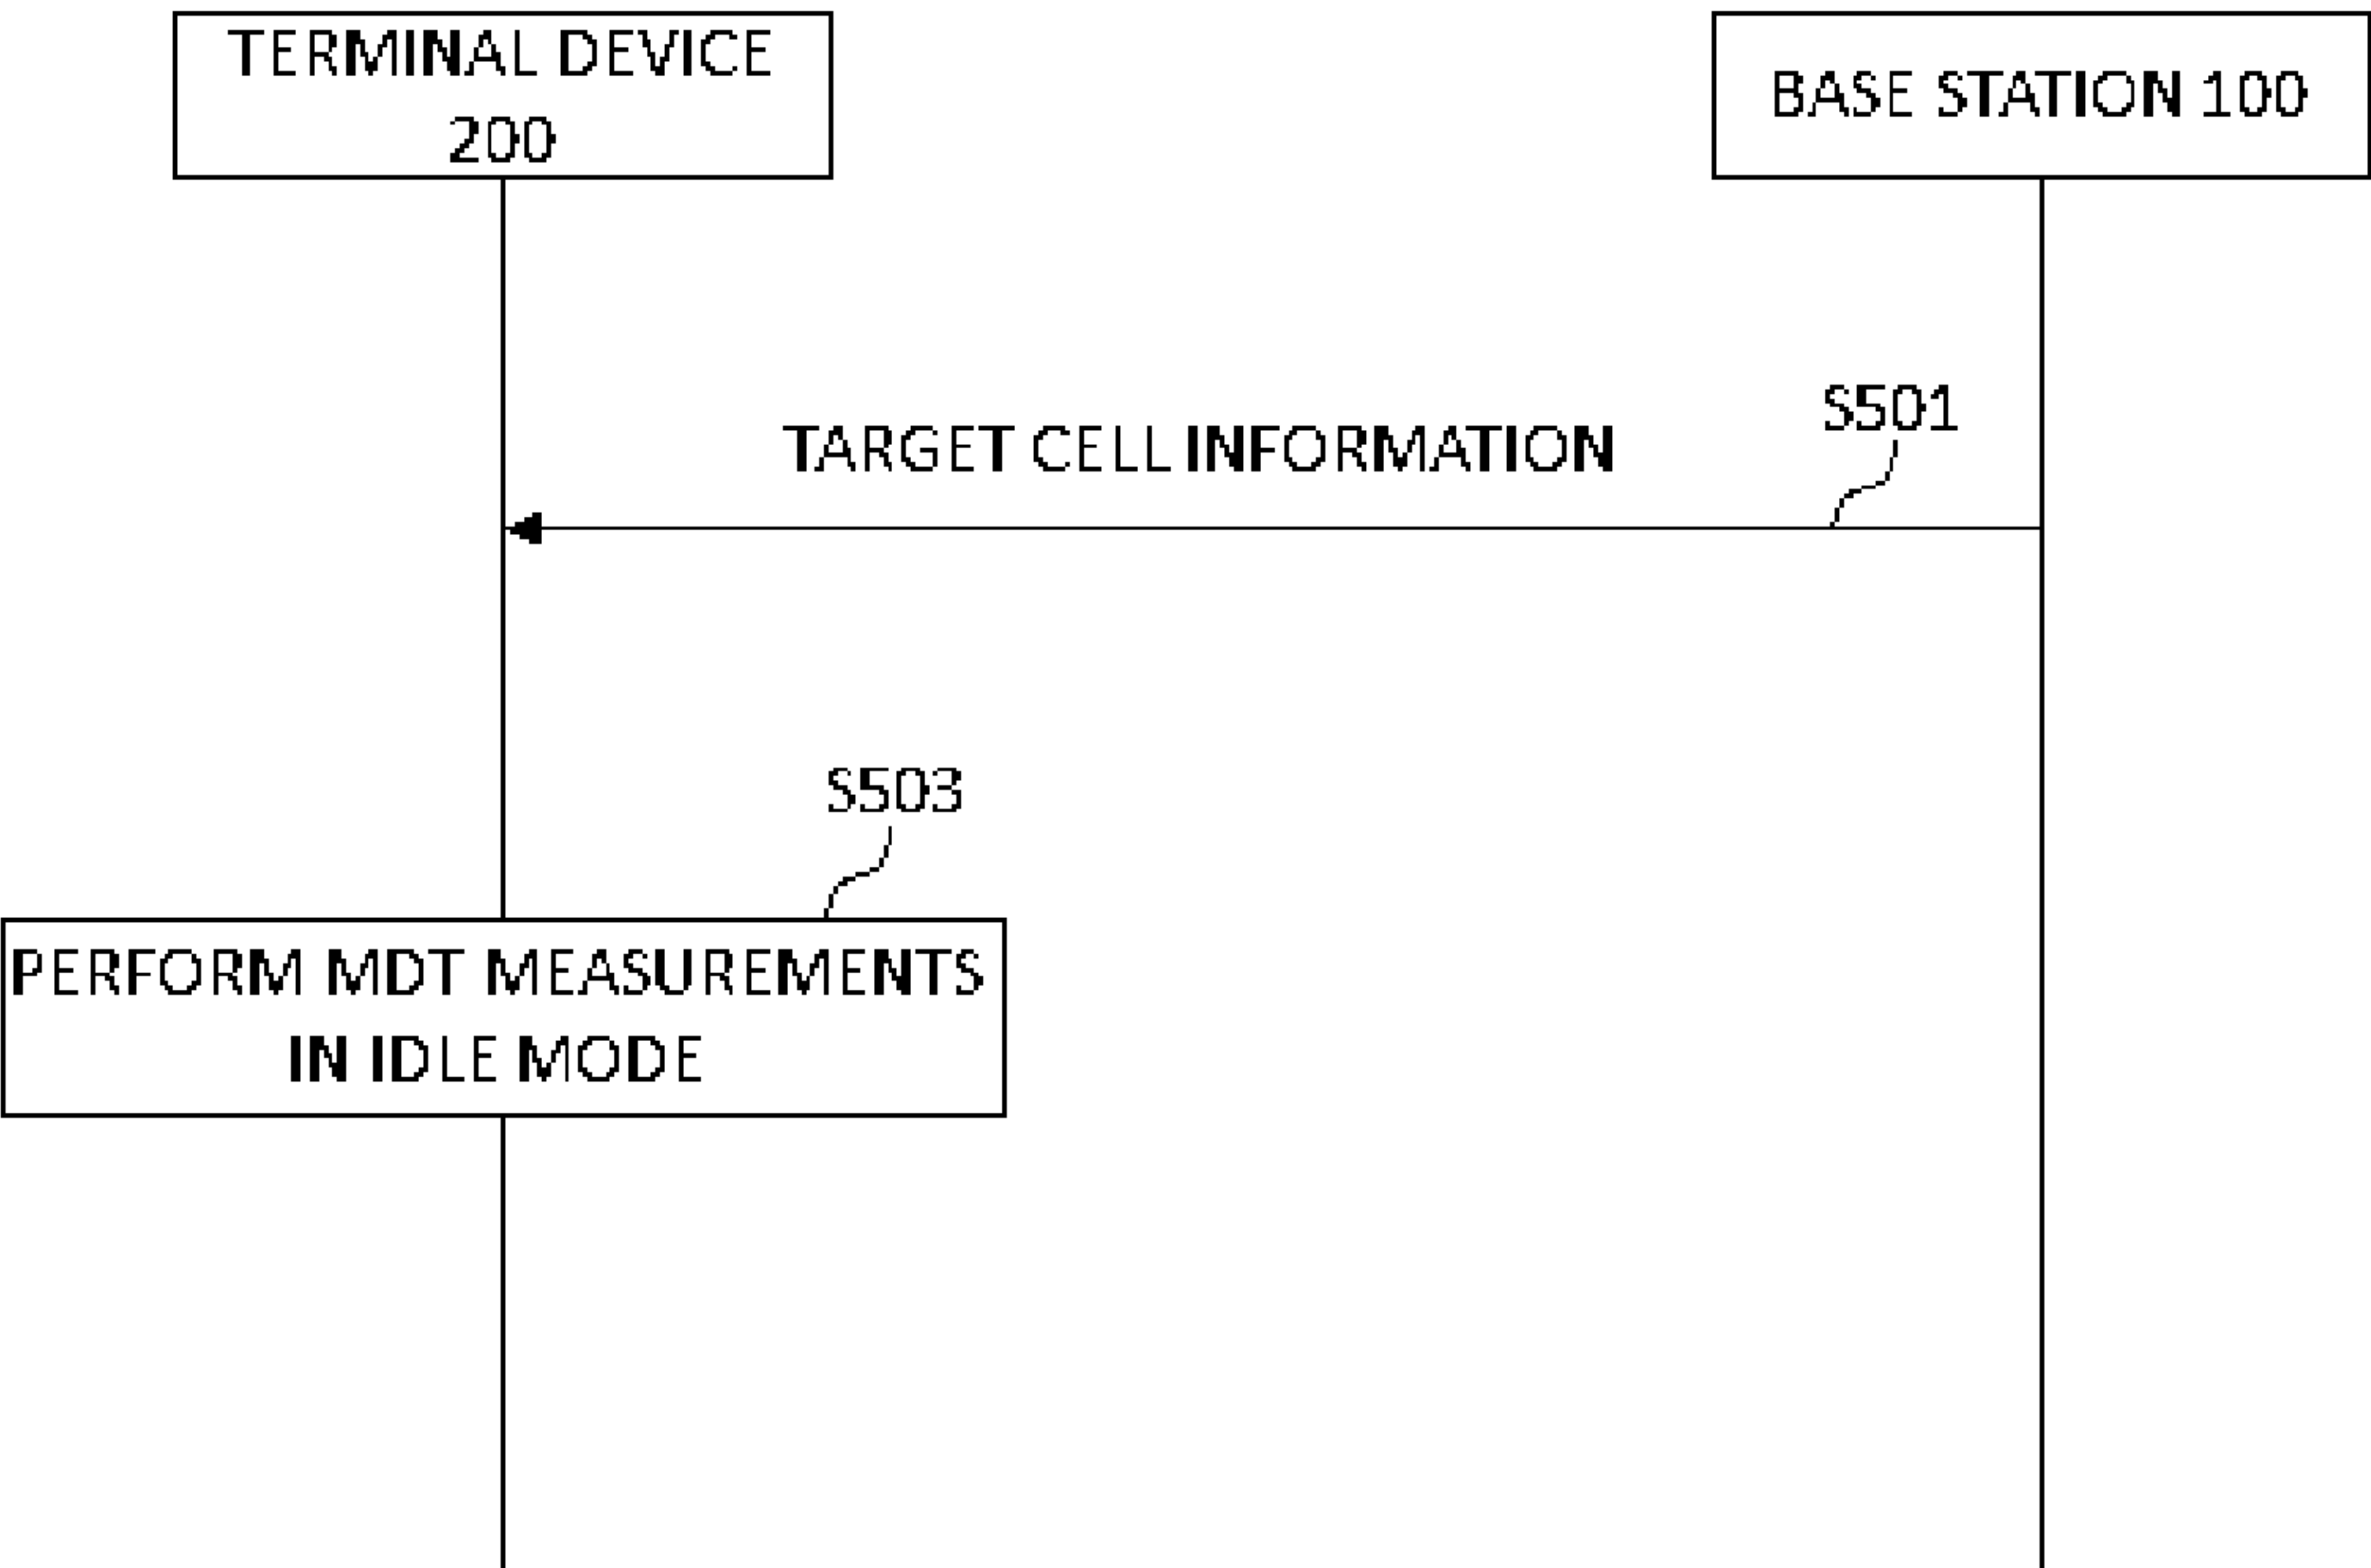 TERMINAL DEVICE
200
BASE STATION 100
S501
TARGET CELL INFORMATION
S503
PERFORM MDT MEASUREMENTS
IN IDLE MODE